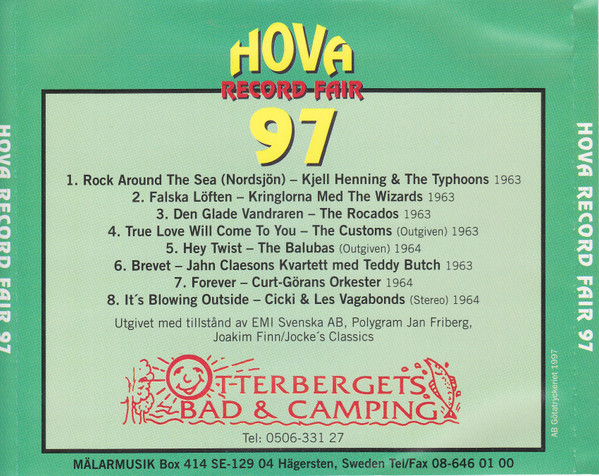 HOVA
RECORD FAIR
97
1. Rock Around The Sea (Nordsjön) – Kjell Henning & The Typhoons 1963
2. Falska Löften – Kringlorna Med The Wizards 1963
3. Den Glade Vandraren – The Rocados 1963
4. True Love Will Come To You – The Customs (Outgiven) 1963
5. Hey Twist – The Balubas (Outgiven) 1964
6. Brevet – Jahn Claesons Kvartett med Teddy Butch 1963
7. Forever – Curt-Görans Orkester 1964
8. It´s Blowing Outside – Cicki & Les Vagabonds (Stereo) 1964
Utgivet med tillstånd av EMI Svenska AB, Polygram Jan Friberg,
Joakim Finn/Jocke´s Classics
OTTERBERGETS
BAD & CAMPING
Tel: 0506-331 27
MÄLARMUSIK Box 414 SE-129 04 Hägersten, Sweden Tel/Fax 08-646 01 00
HOVA RECORD FAIR 97
HOVA RECORD FAIR 97
AB Götatryckeriet 1997